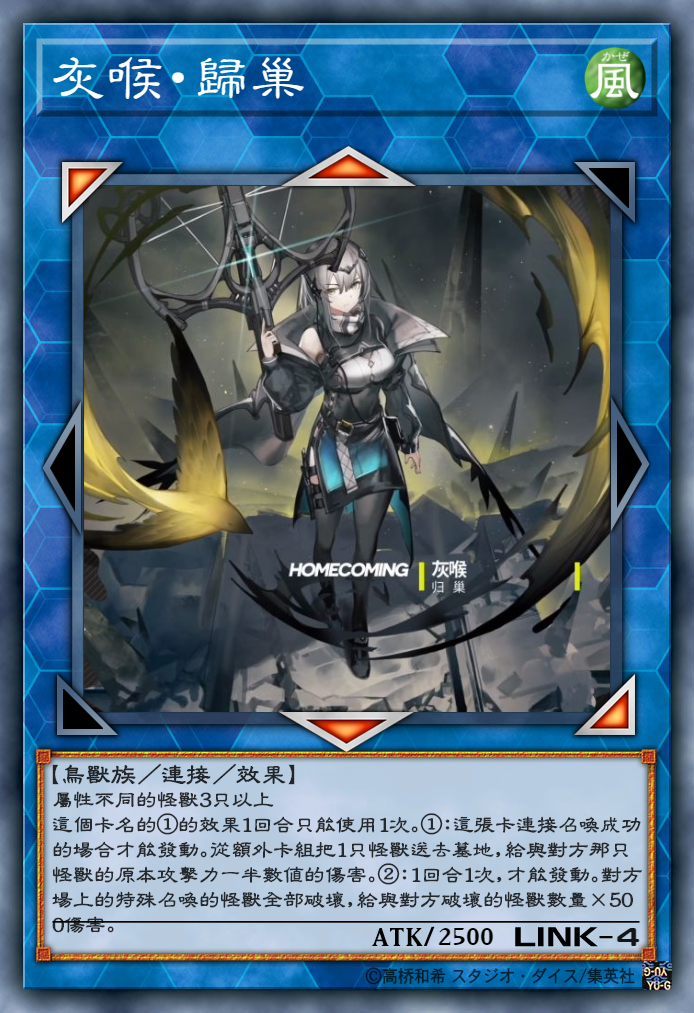 灰喉·歸巢
かぜ
風
HOMECOMING
灰喉
归巢
【鳥獸族／連接／效果】
屬性不同的怪獸3只以上
這個卡名的①的效果1回合只能使用1次。①：這張卡連接召喚成功
的場合才能發動。從額外卡組把1只怪獸送去墓地，給與對方那只
怪獸的原本攻擊力一半數值的傷害。②：1回合1次，才能發動。對方
場上的特殊召喚的怪獸全部破壞，給與對方破壞的怪獸數量×50
0傷害。
ATK/2500 LINK-4
©高桥和希 スタジオ・ダイス/集英社
YU-G
YU-G